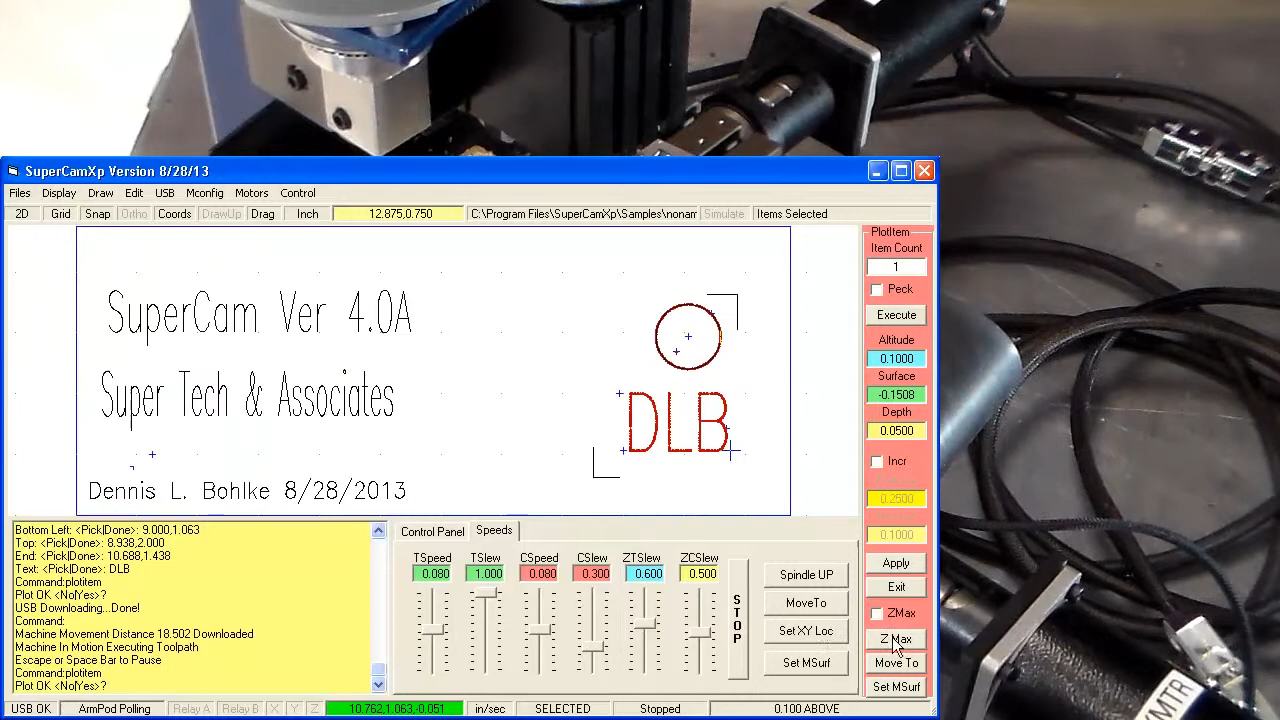 SuperCamXp Version 8/28/13
Files Display Draw Edit USB Mconfig Motors Control
2D Grid Snap Ortho Coords DrawUp Drag Inch 12.875,0.750 C:\Program Files\SuperCamXp\Samples\nonam Simulate Items Selected
SuperCam Ver 4.0A
Super Tech & Associates
DLB
Dennis L. Bohlke 8/28/2013
PlotItem
Item Count
1
Peck
Execute
Altitude
0.1000
Surface
-0.1508
Depth
0.0500
Incr
0.2500
0.1000
Apply
Exit
ZMax
Z Max
Move To
Set MSurf
Bottom Left: <Pick|Done>: 9.000,1.063
Top: <Pick|Done>: 8.938,2.000
End: <Pick|Done>: 10.688,1.438
Text: <Pick|Done>: DLB
Command:plotitem
Plot OK <No|Yes>?
USB Downloading...Done!
Command:
Machine Movement Distance 18.502 Downloaded
Machine In Motion Executing Toolpath
Escape or Space Bar to Pause
Command:plotitem
Plot OK <No|Yes>?
Control Panel Speeds
TSpeed TSlew CSpeed CSlew ZTSlew ZCSlew
0.080 1.000 0.080 0.300 0.600 0.500
STOP
Spindle UP
MoveTo
Set XY Loc
Set MSurf
USB OK ArmPod Polling Relay A Relay B X Y Z 10.762,1.063,-0.051 in/sec SELECTED Stopped 0.100 ABOVE
MTR